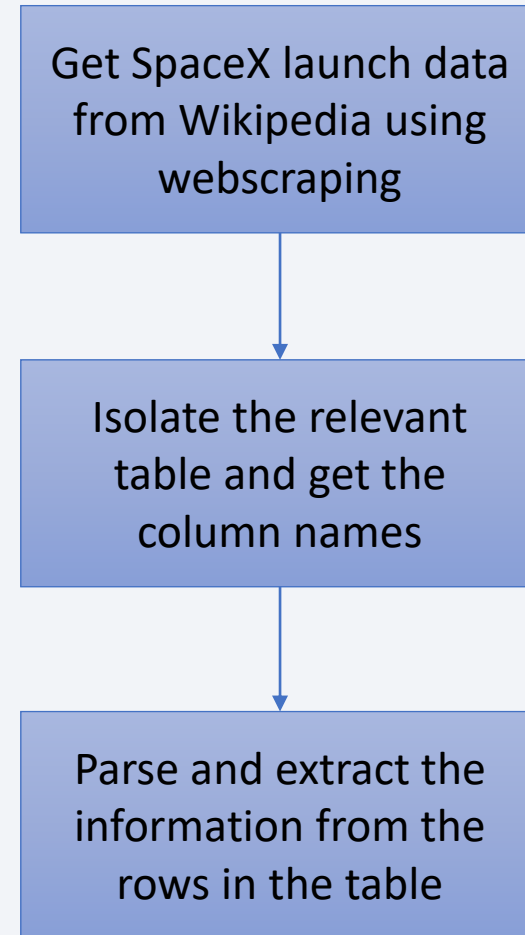 Get SpaceX launch data
from Wikipedia using
webscraping
Isolate the relevant
table and get the
column names
Parse and extract the
information from the
rows in the table